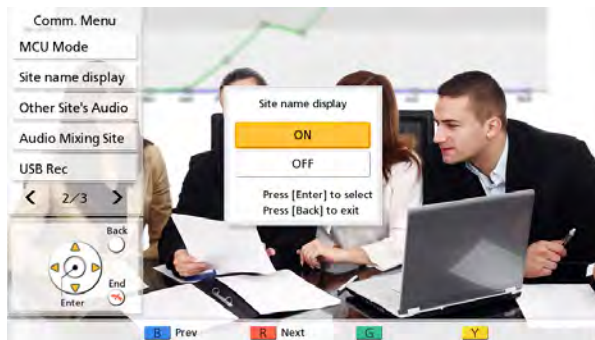 Comm. Menu
MCU Mode
Site name display
Other Site's Audio
Audio Mixing Site
USB Rec
2/3
Back
End
Enter
Site name display
ON
OFF
Press [Enter] to select
Press [Back] to exit
B Prev R Next G Y